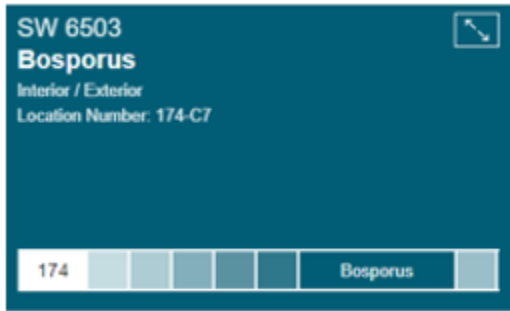 SW 6503
Bosporus
Interior / Exterior
Location Number: 174-C7
174
Bosporus